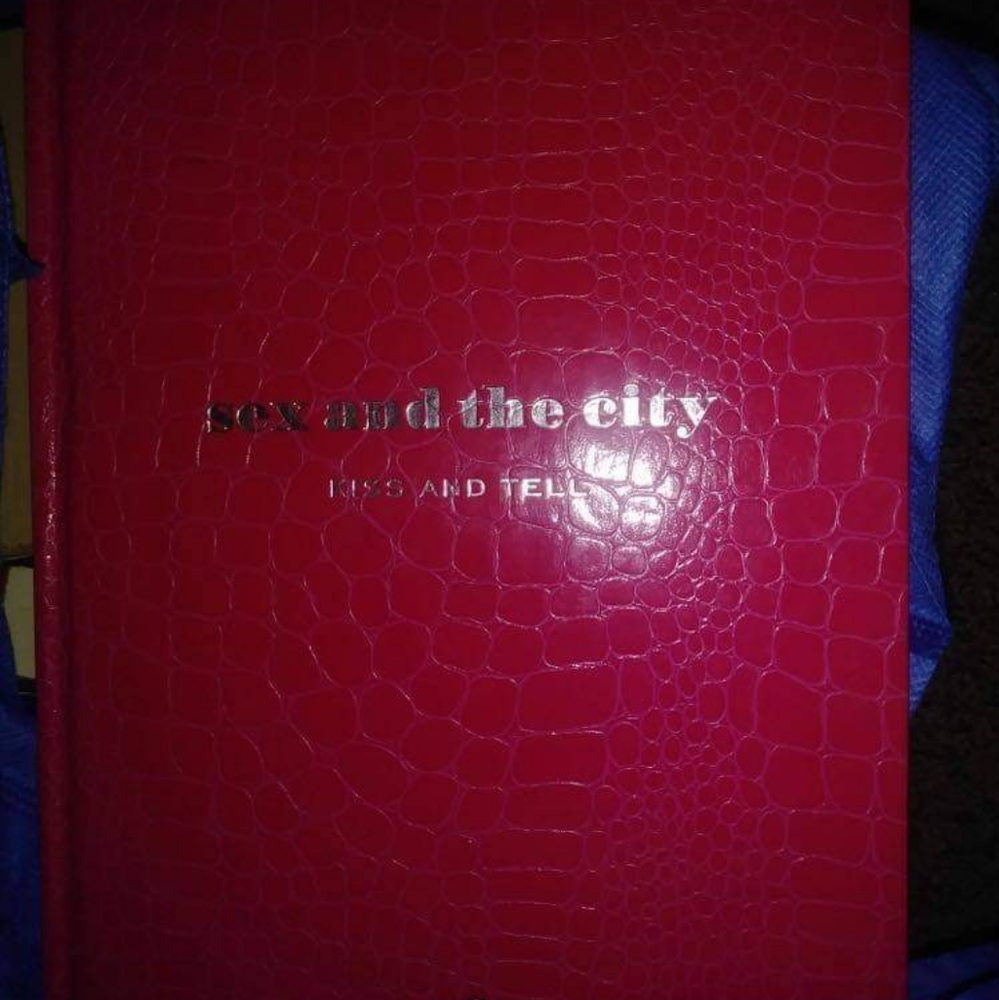 sex and the city
KISS AND TELL